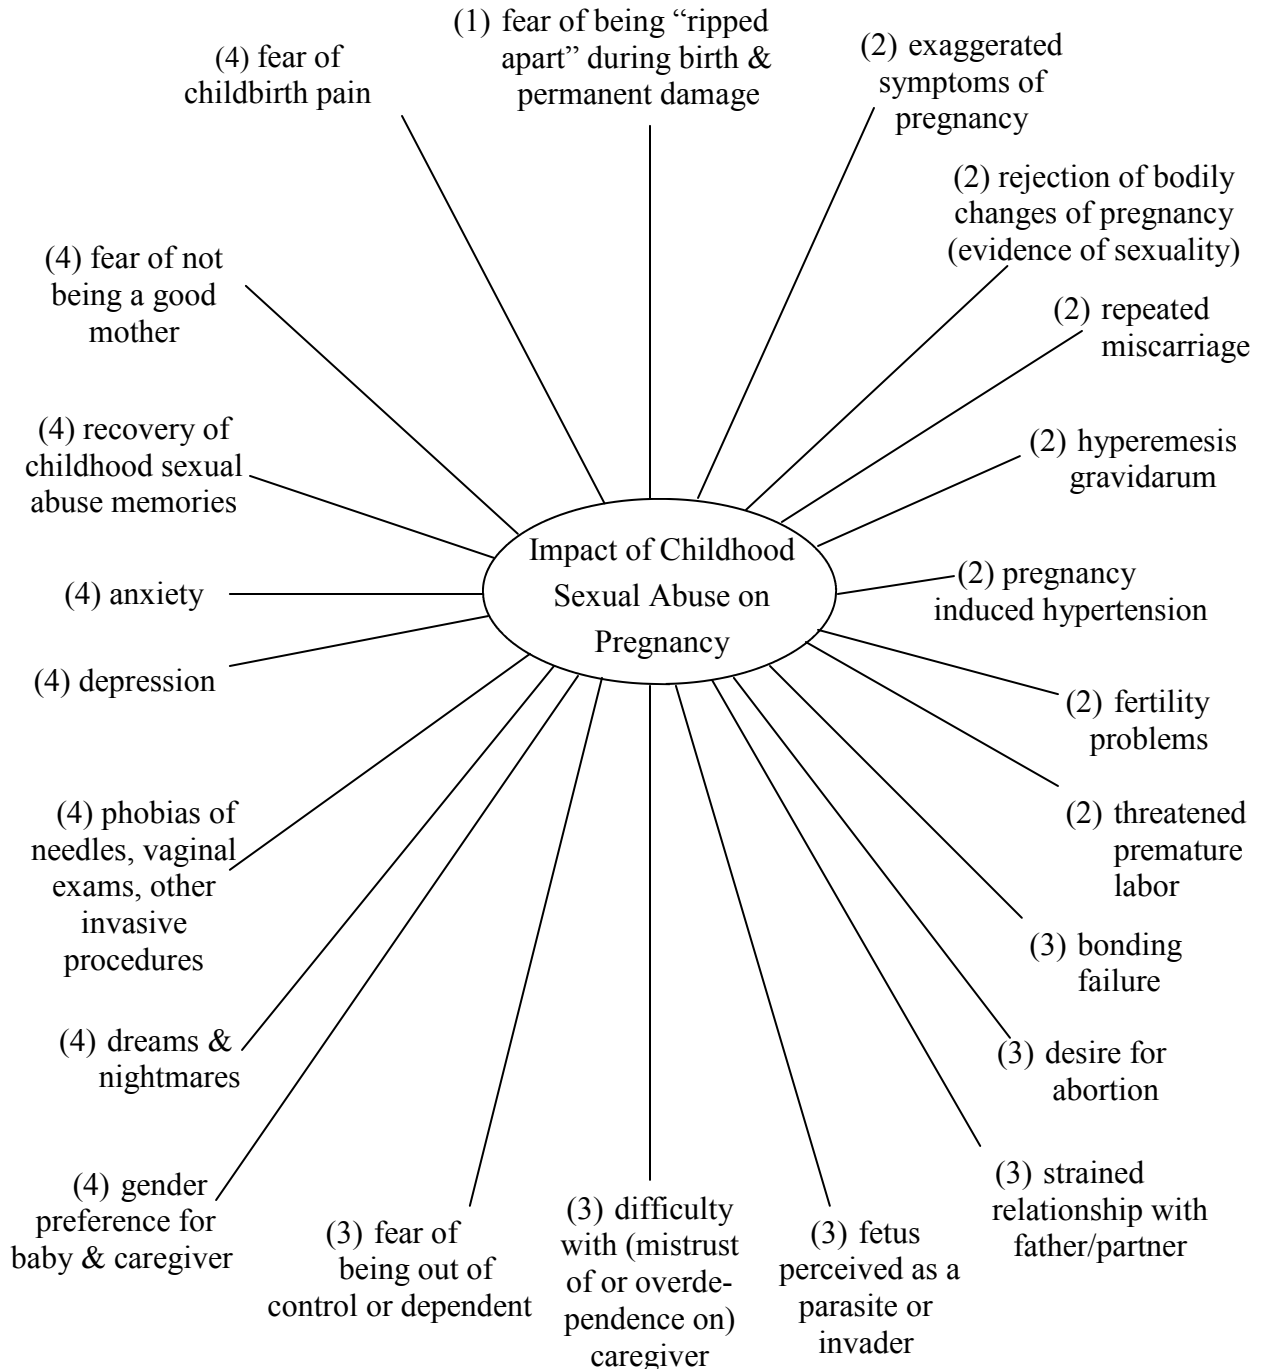 (1) fear of being “ripped
apart” during birth &
permanent damage
(2) exaggerated
symptoms of
pregnancy
(2) rejection of bodily
changes of pregnancy
(evidence of sexuality)
(2) repeated
miscarriage
(2) hyperemesis
gravidarum
(2) pregnancy
induced hypertension
(2) fertility
problems
(2) threatened
premature
labor
(3) bonding
failure
(3) desire for
abortion
(3) strained
relationship with
father/partner
(3) fetus
perceived as a
parasite or
invader
(3) difficulty
with (mistrust
of or overde-
pendence on)
caregiver
(3) fear of
being out of
control or dependent
(4) gender
preference for
baby & caregiver
(4) dreams &
nightmares
(4) phobias of
needles, vaginal
exams, other
invasive
procedures
(4) depression
(4) anxiety
(4) recovery of
childhood sexual
abuse memories
(4) fear of not
being a good
mother
(4) fear of
childbirth pain
Impact of Childhood
Sexual Abuse on
Pregnancy